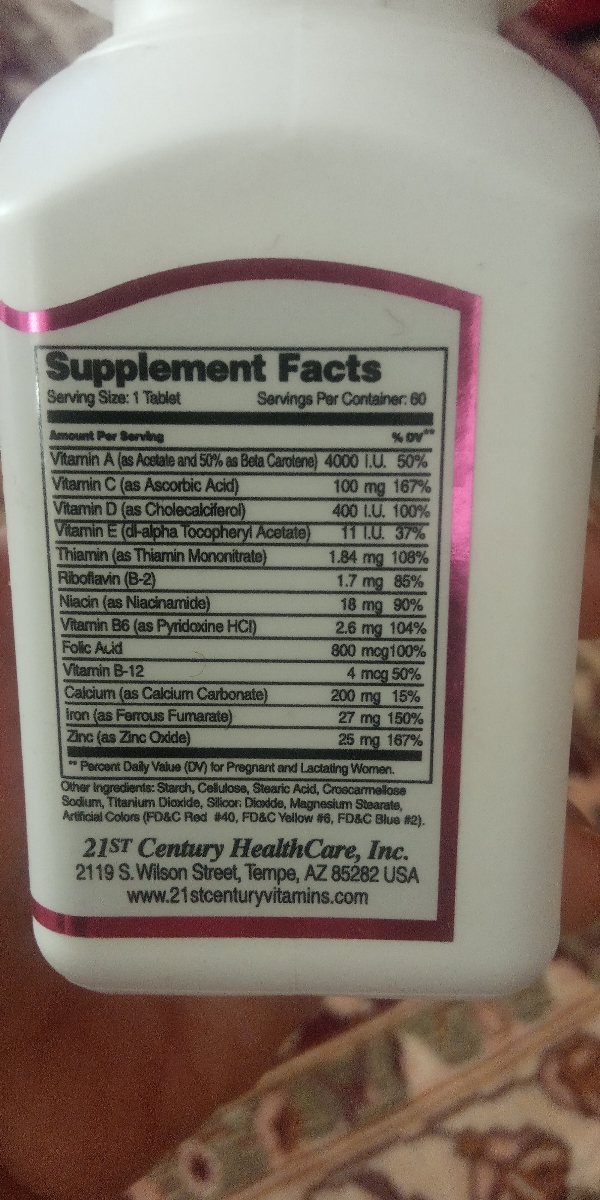 Supplement Facts
Serving Size: 1 Tablet Servings Per Container: 60
Amount Per Serving % DV**
Vitamin A (as Acetate and 50% as Beta Carotene) 4000 I.U. 50%
Vitamin C (as Ascorbic Acid) 100 mg 167%
Vitamin D (as Cholecalciferol) 400 I.U. 100%
Vitamin E (dl-alpha Tocopheryl Acetate) 11 I.U. 37%
Thiamin (as Thiamin Mononitrate) 1.84 mg 108%
Riboflavin (B-2) 1.7 mg 85%
Niacin (as Niacinamide) 18 mg 90%
Vitamin B6 (as Pyridoxine HCl) 2.6 mg 104%
Folic Acid 800 mcg100%
Vitamin B-12 4 mcg 50%
Calcium (as Calcium Carbonate) 200 mg 15%
Iron (as Ferrous Fumarate) 27 mg 150%
Zinc (as Zinc Oxide) 25 mg 167%
** Percent Daily Value (DV) for Pregnant and Lactating Women.
Other Ingredients: Starch, Cellulose, Stearic Acid, Croscarmellose
Sodium, Titanium Dioxide, Silicon Dioxide, Magnesium Stearate,
Artificial Colors (FD&C Red #40, FD&C Yellow #6, FD&C Blue #2).
21ST Century HealthCare, Inc.
2119 S. Wilson Street, Tempe, AZ 85282 USA
www.21stcenturyvitamins.com